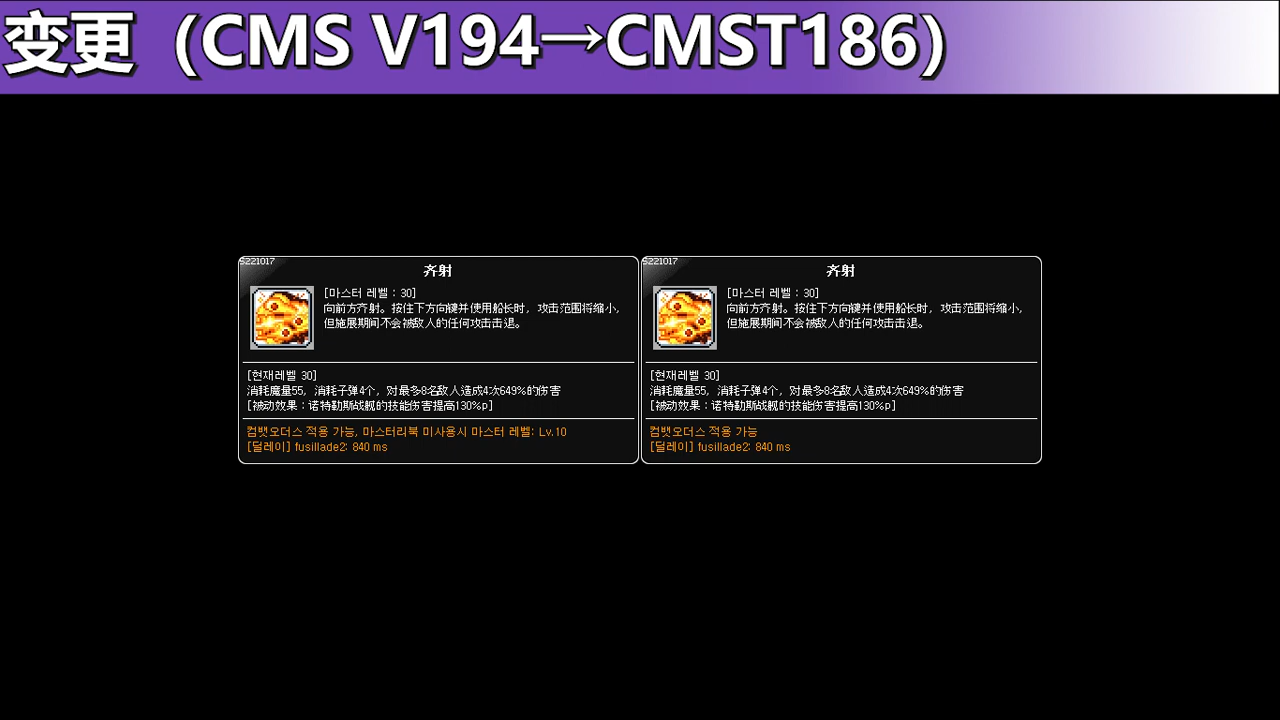 变更（CMS V194→CMST186）
5221017
齐射
[마스터 레벨 : 30]
向前方齐射。按住下方向键并使用船长时，攻击范围将缩小，
但施展期间不会被敌人的任何攻击击退。
[현재레벨 30]
消耗魔量55，消耗子弹4个，对最多8名敌人造成4次649%的伤害
[被动效果：诺特勒斯战舰的技能伤害提高130%p]
컴뱃오더스 적용 가능, 마스터리북 미사용시 마스터 레벨: Lv.10
[딜레이] fusillade2: 840 ms
5221017
齐射
[마스터 레벨 : 30]
向前方齐射。按住下方向键并使用船长时，攻击范围将缩小，
但施展期间不会被敌人的任何攻击击退。
[현재레벨 30]
消耗魔量55，消耗子弹4个，对最多8名敌人造成4次649%的伤害
[被动效果：诺特勒斯战舰的技能伤害提高130%p]
컴뱃오더스 적용 가능
[딜레이] fusillade2: 840 ms